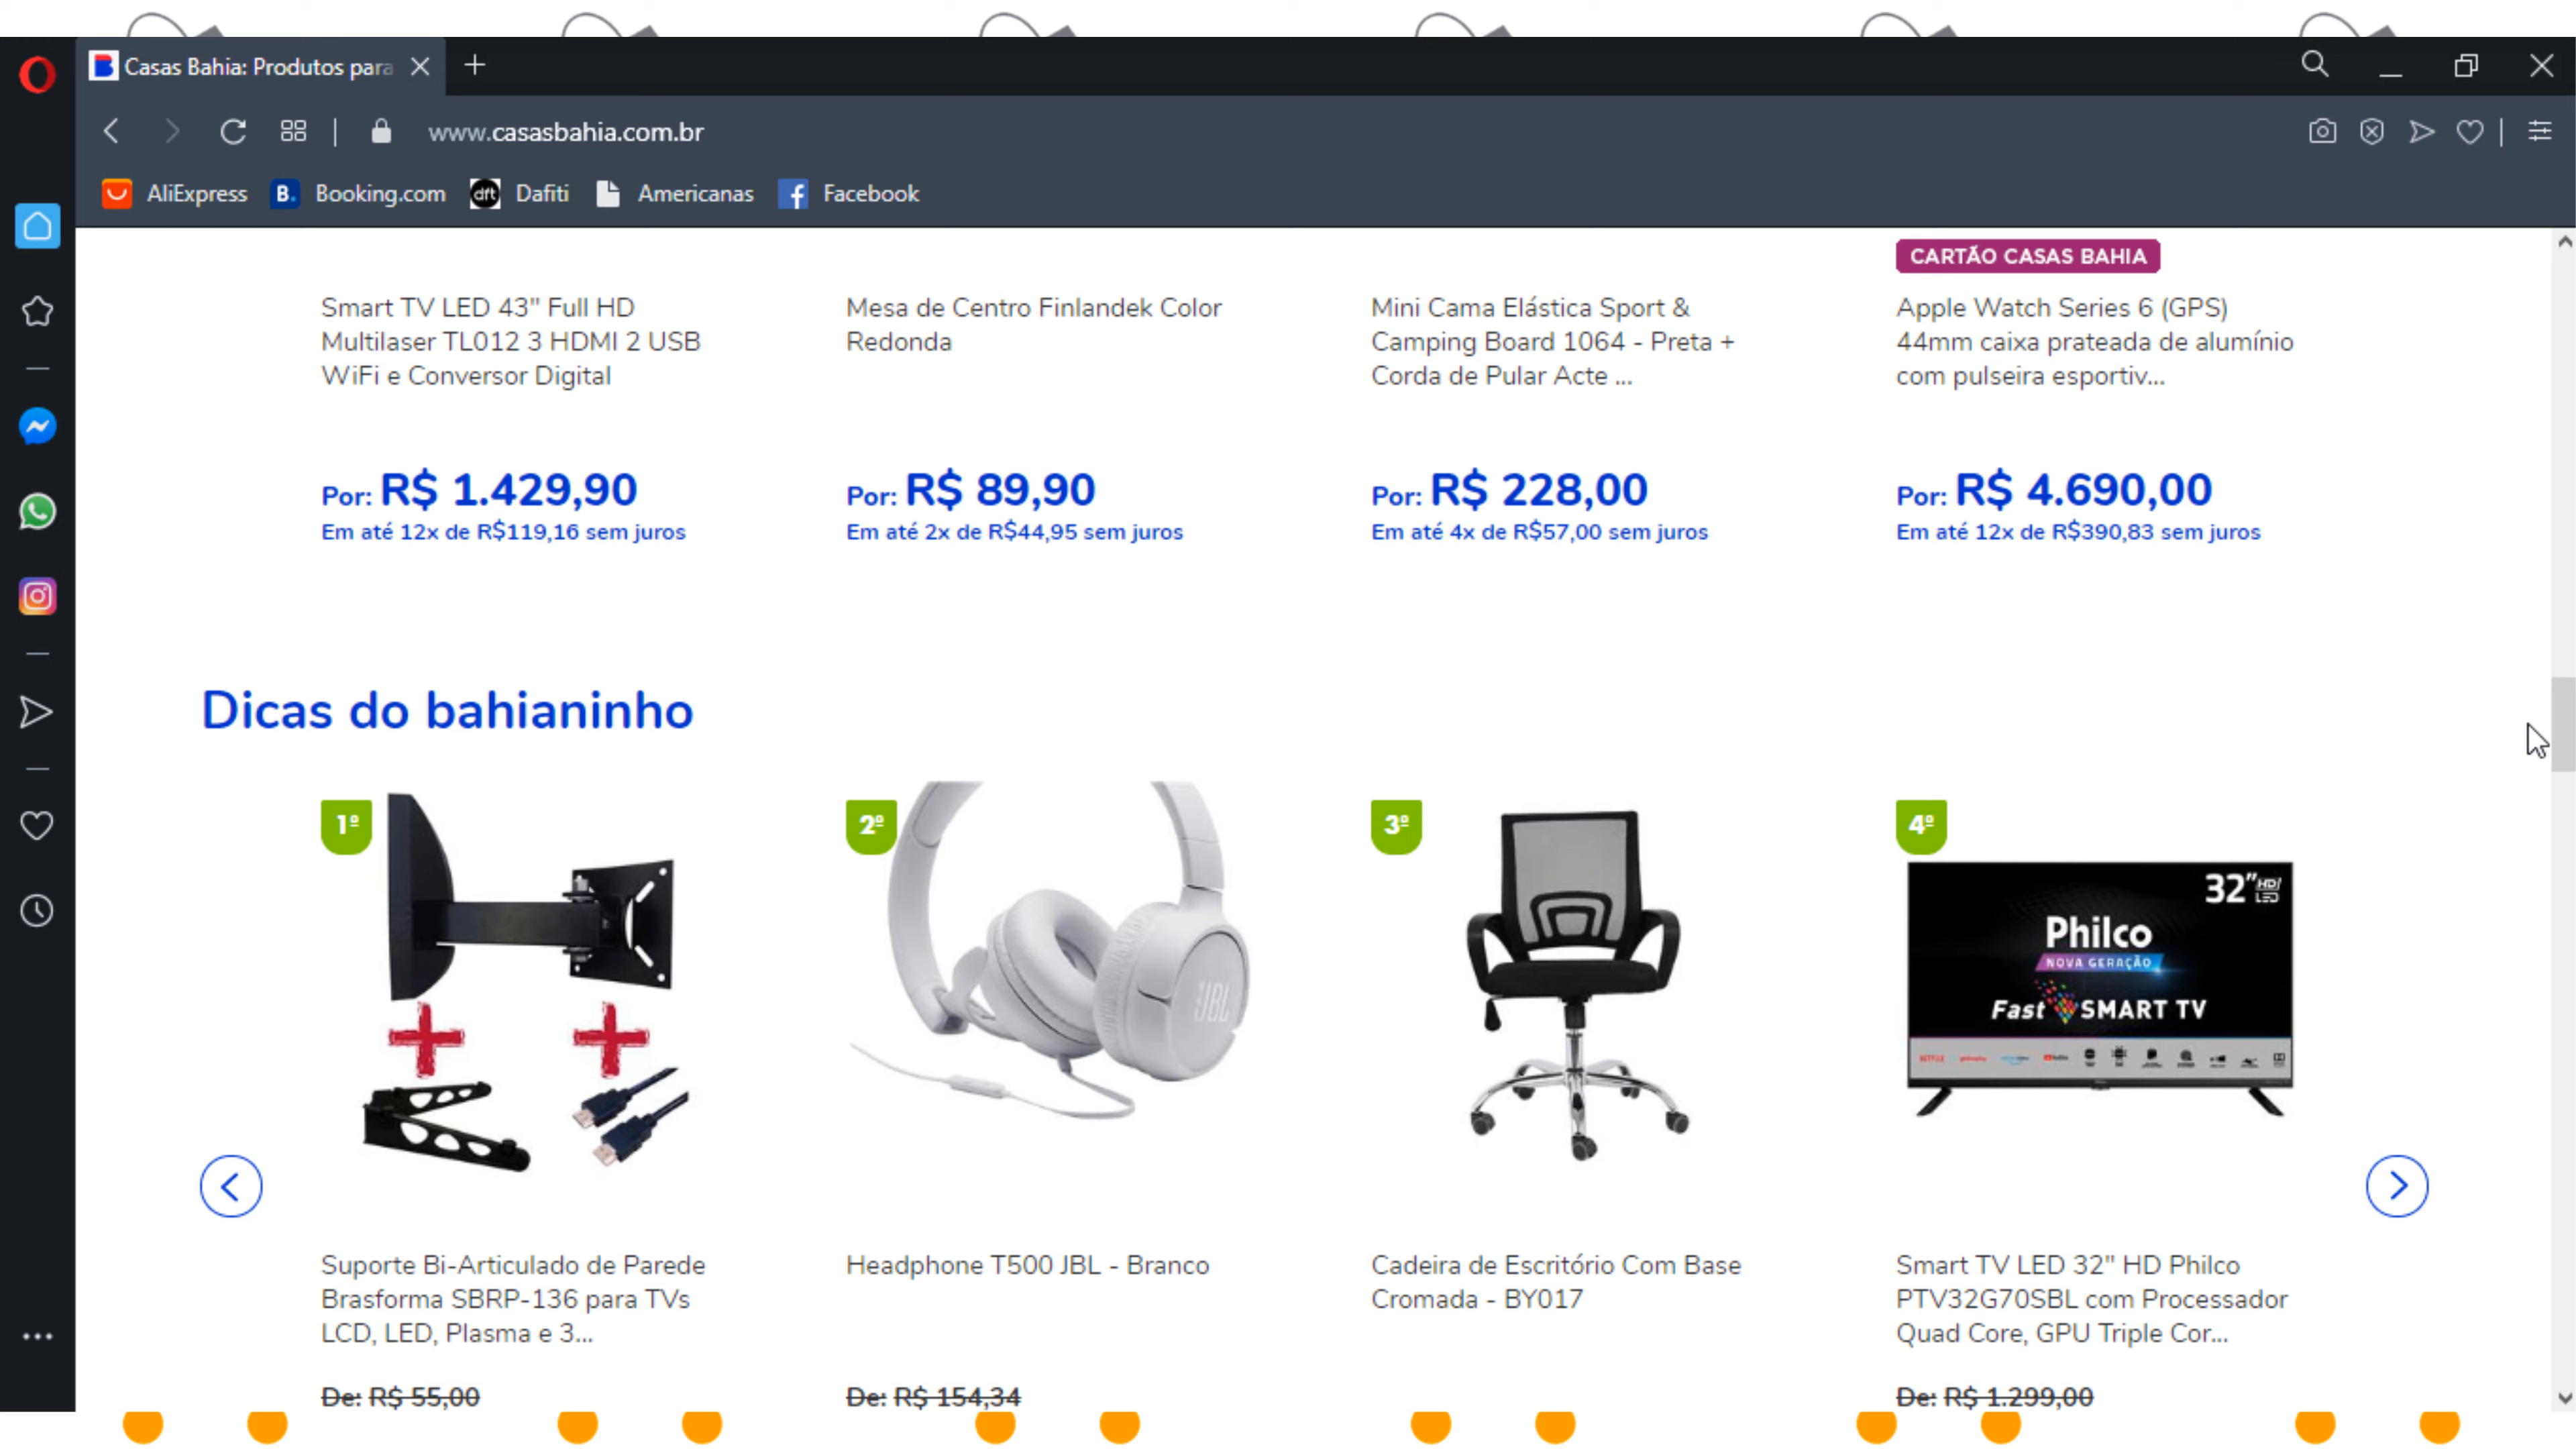 Casas Bahia: Produtos para
www.casasbahia.com.br
AliExpress
B. Booking.com
dft Dafiti
Americanas
Facebook
CARTÃO CASAS BAHIA
Smart TV LED 43" Full HD
Multilaser TL012 3 HDMI 2 USB
WiFi e Conversor Digital
Por: R$ 1.429,90
Em até 12x de R$119,16 sem juros
Mesa de Centro Finlandek Color
Redonda
Por: R$ 89,90
Em até 2x de R$44,95 sem juros
Mini Cama Elástica Sport &
Camping Board 1064 - Preta +
Corda de Pular Acte ...
Por: R$ 228,00
Em até 4x de R$57,00 sem juros
Apple Watch Series 6 (GPS)
44mm caixa prateada de alumínio
com pulseira esportiv...
Por: R$ 4.690,00
Em até 12x de R$390,83 sem juros
Dicas do bahianinho
1º
Suporte Bi-Articulado de Parede
Brasforma SBRP-136 para TVs
LCD, LED, Plasma e 3...
De: R$ 55,00
2º
JBL
Headphone T500 JBL - Branco
De: R$ 154,34
3º
Cadeira de Escritório Com Base
Cromada - BY017
4º
32" HD LED
Philco
NOVA GERAÇÃO
Fast SMART TV
NETFLIX
Smart TV LED 32" HD Philco
PTV32G70SBL com Processador
Quad Core, GPU Triple Cor...
De: R$ 1.299,00